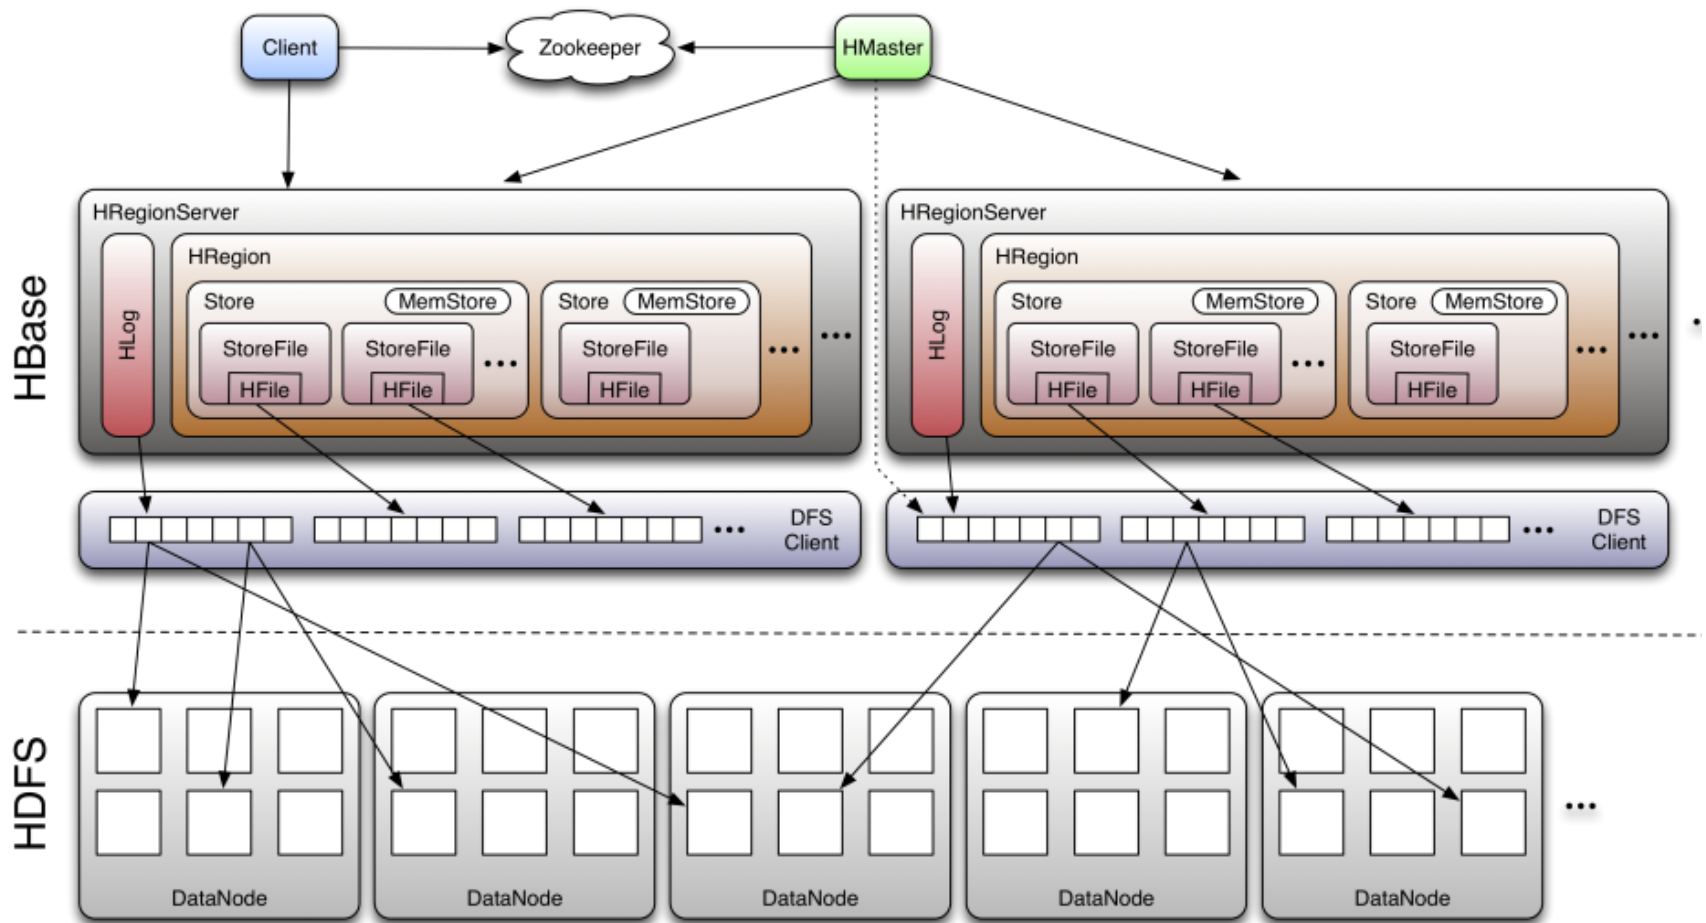 Client
Zookeeper
HMaster
HBase
HRegionServer
HLog
HRegion
Store
MemStore
StoreFile
HFile
StoreFile
HFile
...
Store
MemStore
StoreFile
HFile
...
...
HRegionServer
HLog
HRegion
Store
MemStore
StoreFile
HFile
StoreFile
HFile
...
Store
MemStore
StoreFile
HFile
...
...
...
DFS
Client
...
DFS
Client
HDFS
DataNode
DataNode
DataNode
DataNode
DataNode
...